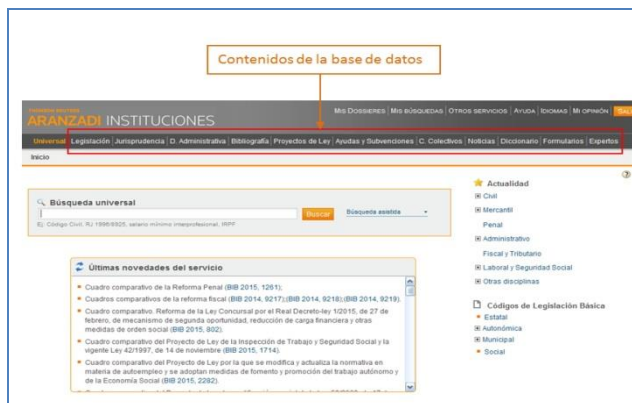 Contenidos de la base de datos
ARANZADI INSTITUCIONES
MIS DOSSIERES MIS BÚSQUEDAS OTROS SERVICIOS AYUDA IDIOMAS MI OPINIÓN
Universal Legislación Jurisprudencia D. Administrativa Bibliografía Proyectos de Ley Ayudas y Subvenciones C. Colectivos Noticias Diccionario Formularios Expertos
Inicio
Búsqueda universal
Buscar
Búsqueda asistida
Ej: Código Civil, RJ 1998/6925, salario mínimo interprofesional, IRPF
Últimas novedades del servicio
Cuadro comparativo de la Reforma Penal (BIB 2015, 1261);
Cuadros comparativos de la reforma fiscal (BIB 2014, 9217);(BIB 2014, 9218);(BIB 2014, 9219).
Cuadro comparativo. Reforma de la Ley Concursal por el Real Decreto-ley 1/2015, de 27 de
febrero, de mecanismo de segunda oportunidad, reducción de carga financiera y otras
medidas de orden social (BIB 2015, 802).
Cuadro comparativo del Proyecto de Ley de la Inspección de Trabajo y Seguridad Social y la
vigente Ley 42/1997, de 14 de noviembre (BIB 2015, 1714).
Cuadro comparativo del Proyecto de Ley por la que se modifica y actualiza la normativa en
materia de autoempleo y se adoptan medidas de fomento y promoción del trabajo autónomo y
de la Economía Social (BIB 2015, 2282).
Actualidad
Civil
Mercantil
Penal
Administrativo
Fiscal y Tributario
Laboral y Seguridad Social
Otras disciplinas
Códigos de Legislación Básica
Estatal
Autonómica
Municipal
Social